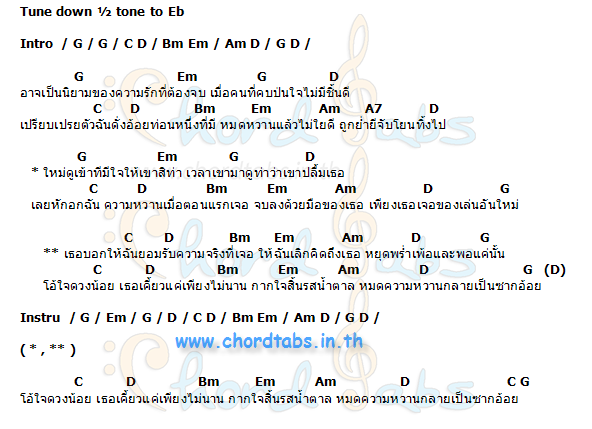 Tune down ½ tone to Eb
Intro / G / G / C D / Bm Em / Am D / G D /
G Em G D
อาจเป็นนิยามของความรักที่ต้องจบ เมื่อคนที่คบปันใจไม่มีชิ้นดี
C D Bm Em Am A7 D
เปรียบเปรยตัวฉันดั่งอ้อยท่อนหนึ่งที่มี หมดหวานแล้วไม่ใยดี ถูกย่ำยีจับโยนทิ้งไป
G Em G D
* ใหม่ดูเข้าที่มีใจให้เขาสิท่า เวลาเขามาดูท่าว่าเขาปลื้มเธอ
C D Bm Em Am D G
เลยหักอกฉัน ความหวานเมื่อตอนแรกเจอ จบลงด้วยมือของเธอ เพียงเธอเจอของเล่นอันใหม่
C D Bm Em Am D G
** เธอบอกให้ฉันยอมรับความจริงที่เจอ ให้ฉันเลิกคิดถึงเธอ หยุดพร่ำเพ้อและพอแค่นั้น
C D Bm Em Am D G (D)
โอ้ใจดวงน้อย เธอเคี้ยวแค่เพียงไม่นาน กากใจสิ้นรสน้ำตาล หมดความหวานกลายเป็นซากอ้อย
Instru / G / Em / G / D / C D / Bm Em / Am D / G D /
www.chordtabs.in.th
( * , ** )
C D Bm Em Am D C G
โอ้ใจดวงน้อย เธอเคี้ยวแค่เพียงไม่นาน กากใจสิ้นรสน้ำตาล หมดความหวานกลายเป็นซากอ้อย